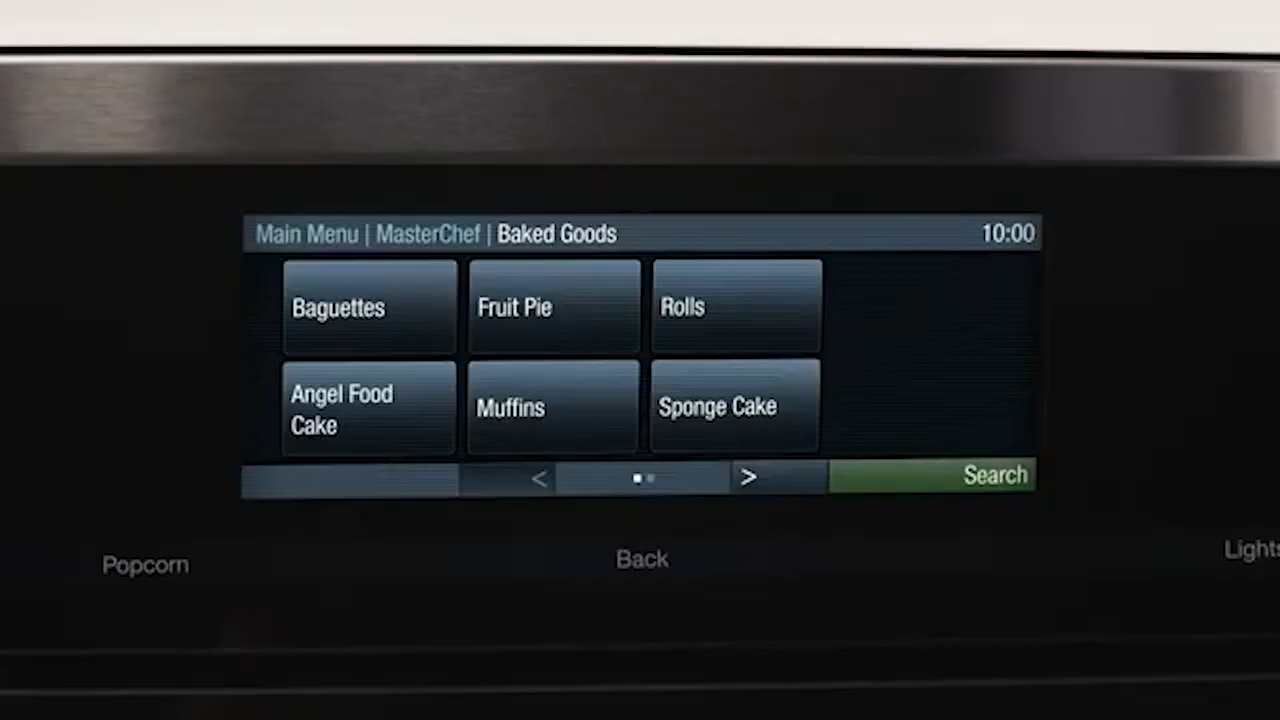 Main Menu | MasterChef | Baked Goods 10:00
Baguettes
Fruit Pie
Rolls
Angel Food
Cake
Muffins
Sponge Cake
< >
Search
Popcorn
Back
Lights